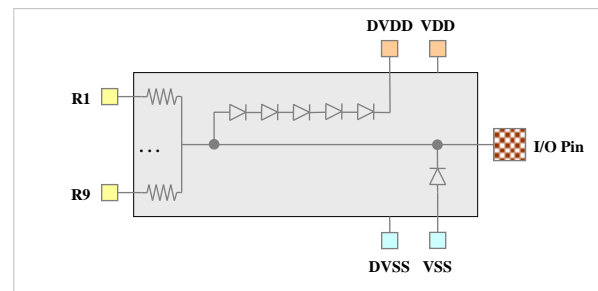 DVDD VDD
R1
...
I/O Pin
R9
DVSS VSS